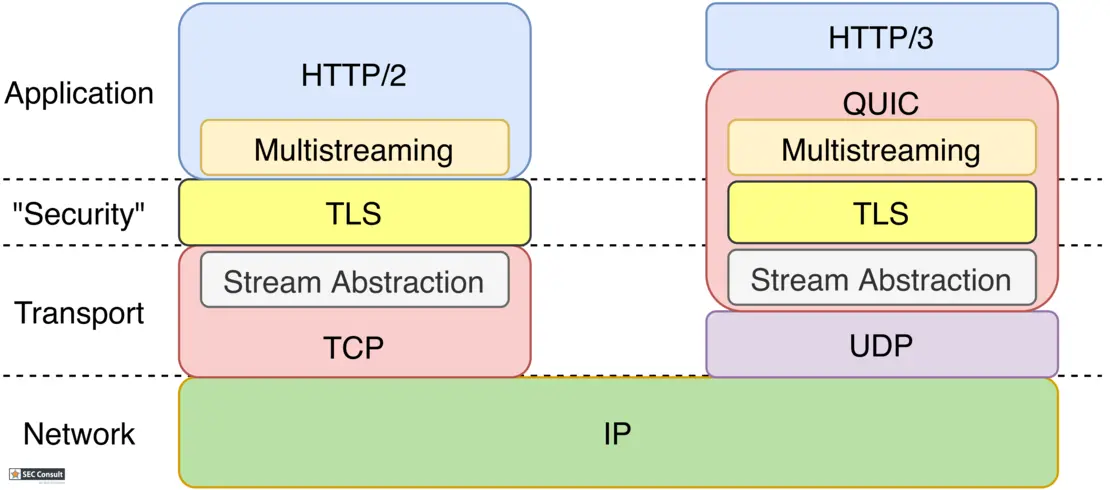 HTTP/2
HTTP/3
Application
QUIC
Multistreaming
Multistreaming
"Security"
TLS
TLS
Stream Abstraction
Stream Abstraction
Transport
TCP
UDP
Network
IP
SEC Consult